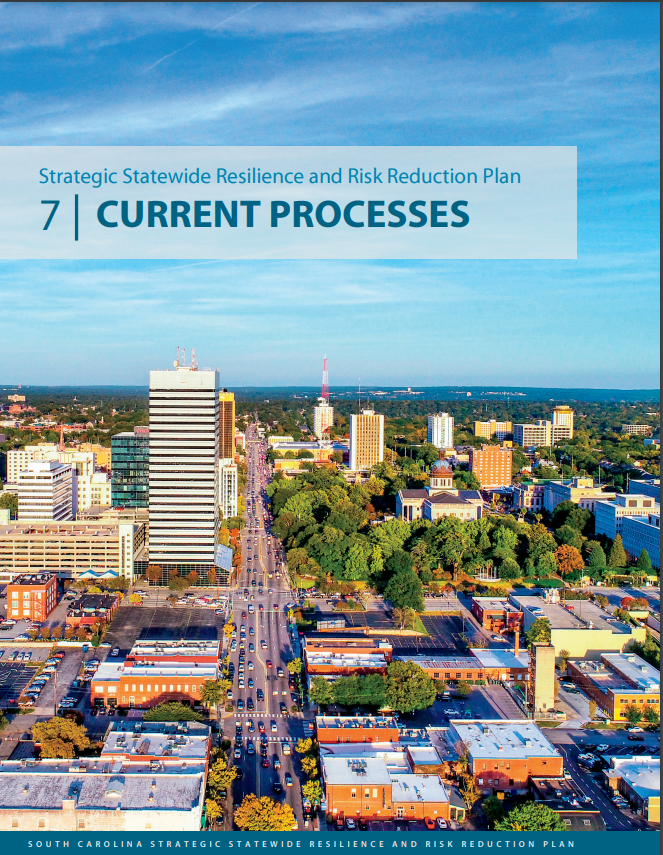 Strategic Statewide Resilience and Risk Reduction Plan
7 | CURRENT PROCESSES
SOUTH CAROLINA STRATEGIC STATEWIDE RESILIENCE AND RISK REDUCTION PLAN